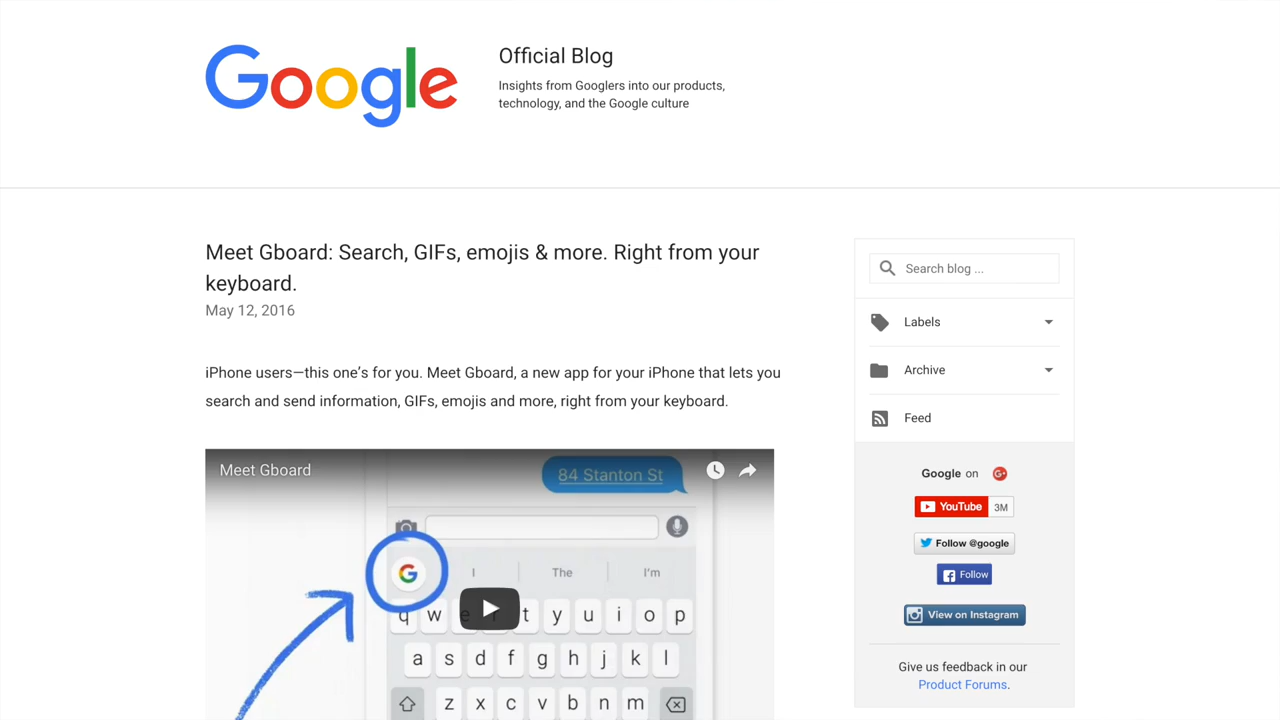 Google
Official Blog
Insights from Googlers into our products,
technology, and the Google culture
Meet Gboard: Search, GIFs, emojis & more. Right from your
keyboard.
May 12, 2016
iPhone users—this one's for you. Meet Gboard, a new app for your iPhone that lets you
search and send information, GIFs, emojis and more, right from your keyboard.
Meet Gboard
84 Stanton St
G
I The I'm
q w e t y u i o p
a s d f g h j k l
z x c v b n m
Search blog ...
Labels
Archive
Feed
Google on G+
YouTube 3M
Follow @google
Follow
View on Instagram
Give us feedback in our
Product Forums.